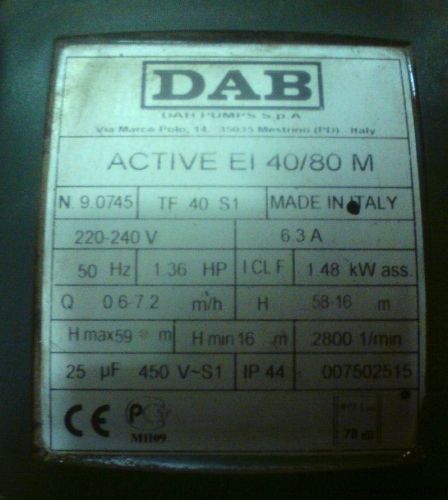 DAB
DAB PUMPS S.p.A
Via Marco Polo, 14, 35035 Mestrino (PD) Italy
ACTIVE EI 40/80 M
N. 9.0745 TF 40 S1 MADE IN ITALY
220-240 V 6.3 A
50 Hz 1.36 HP I CL F 1.48 kW ass.
Q 0.6-7.2 m³/h H 58-16 m
H max 59 m H min 16 m 2800 1/min
25 µF 450 V~S1 IP 44 007502515
CE
78 dB